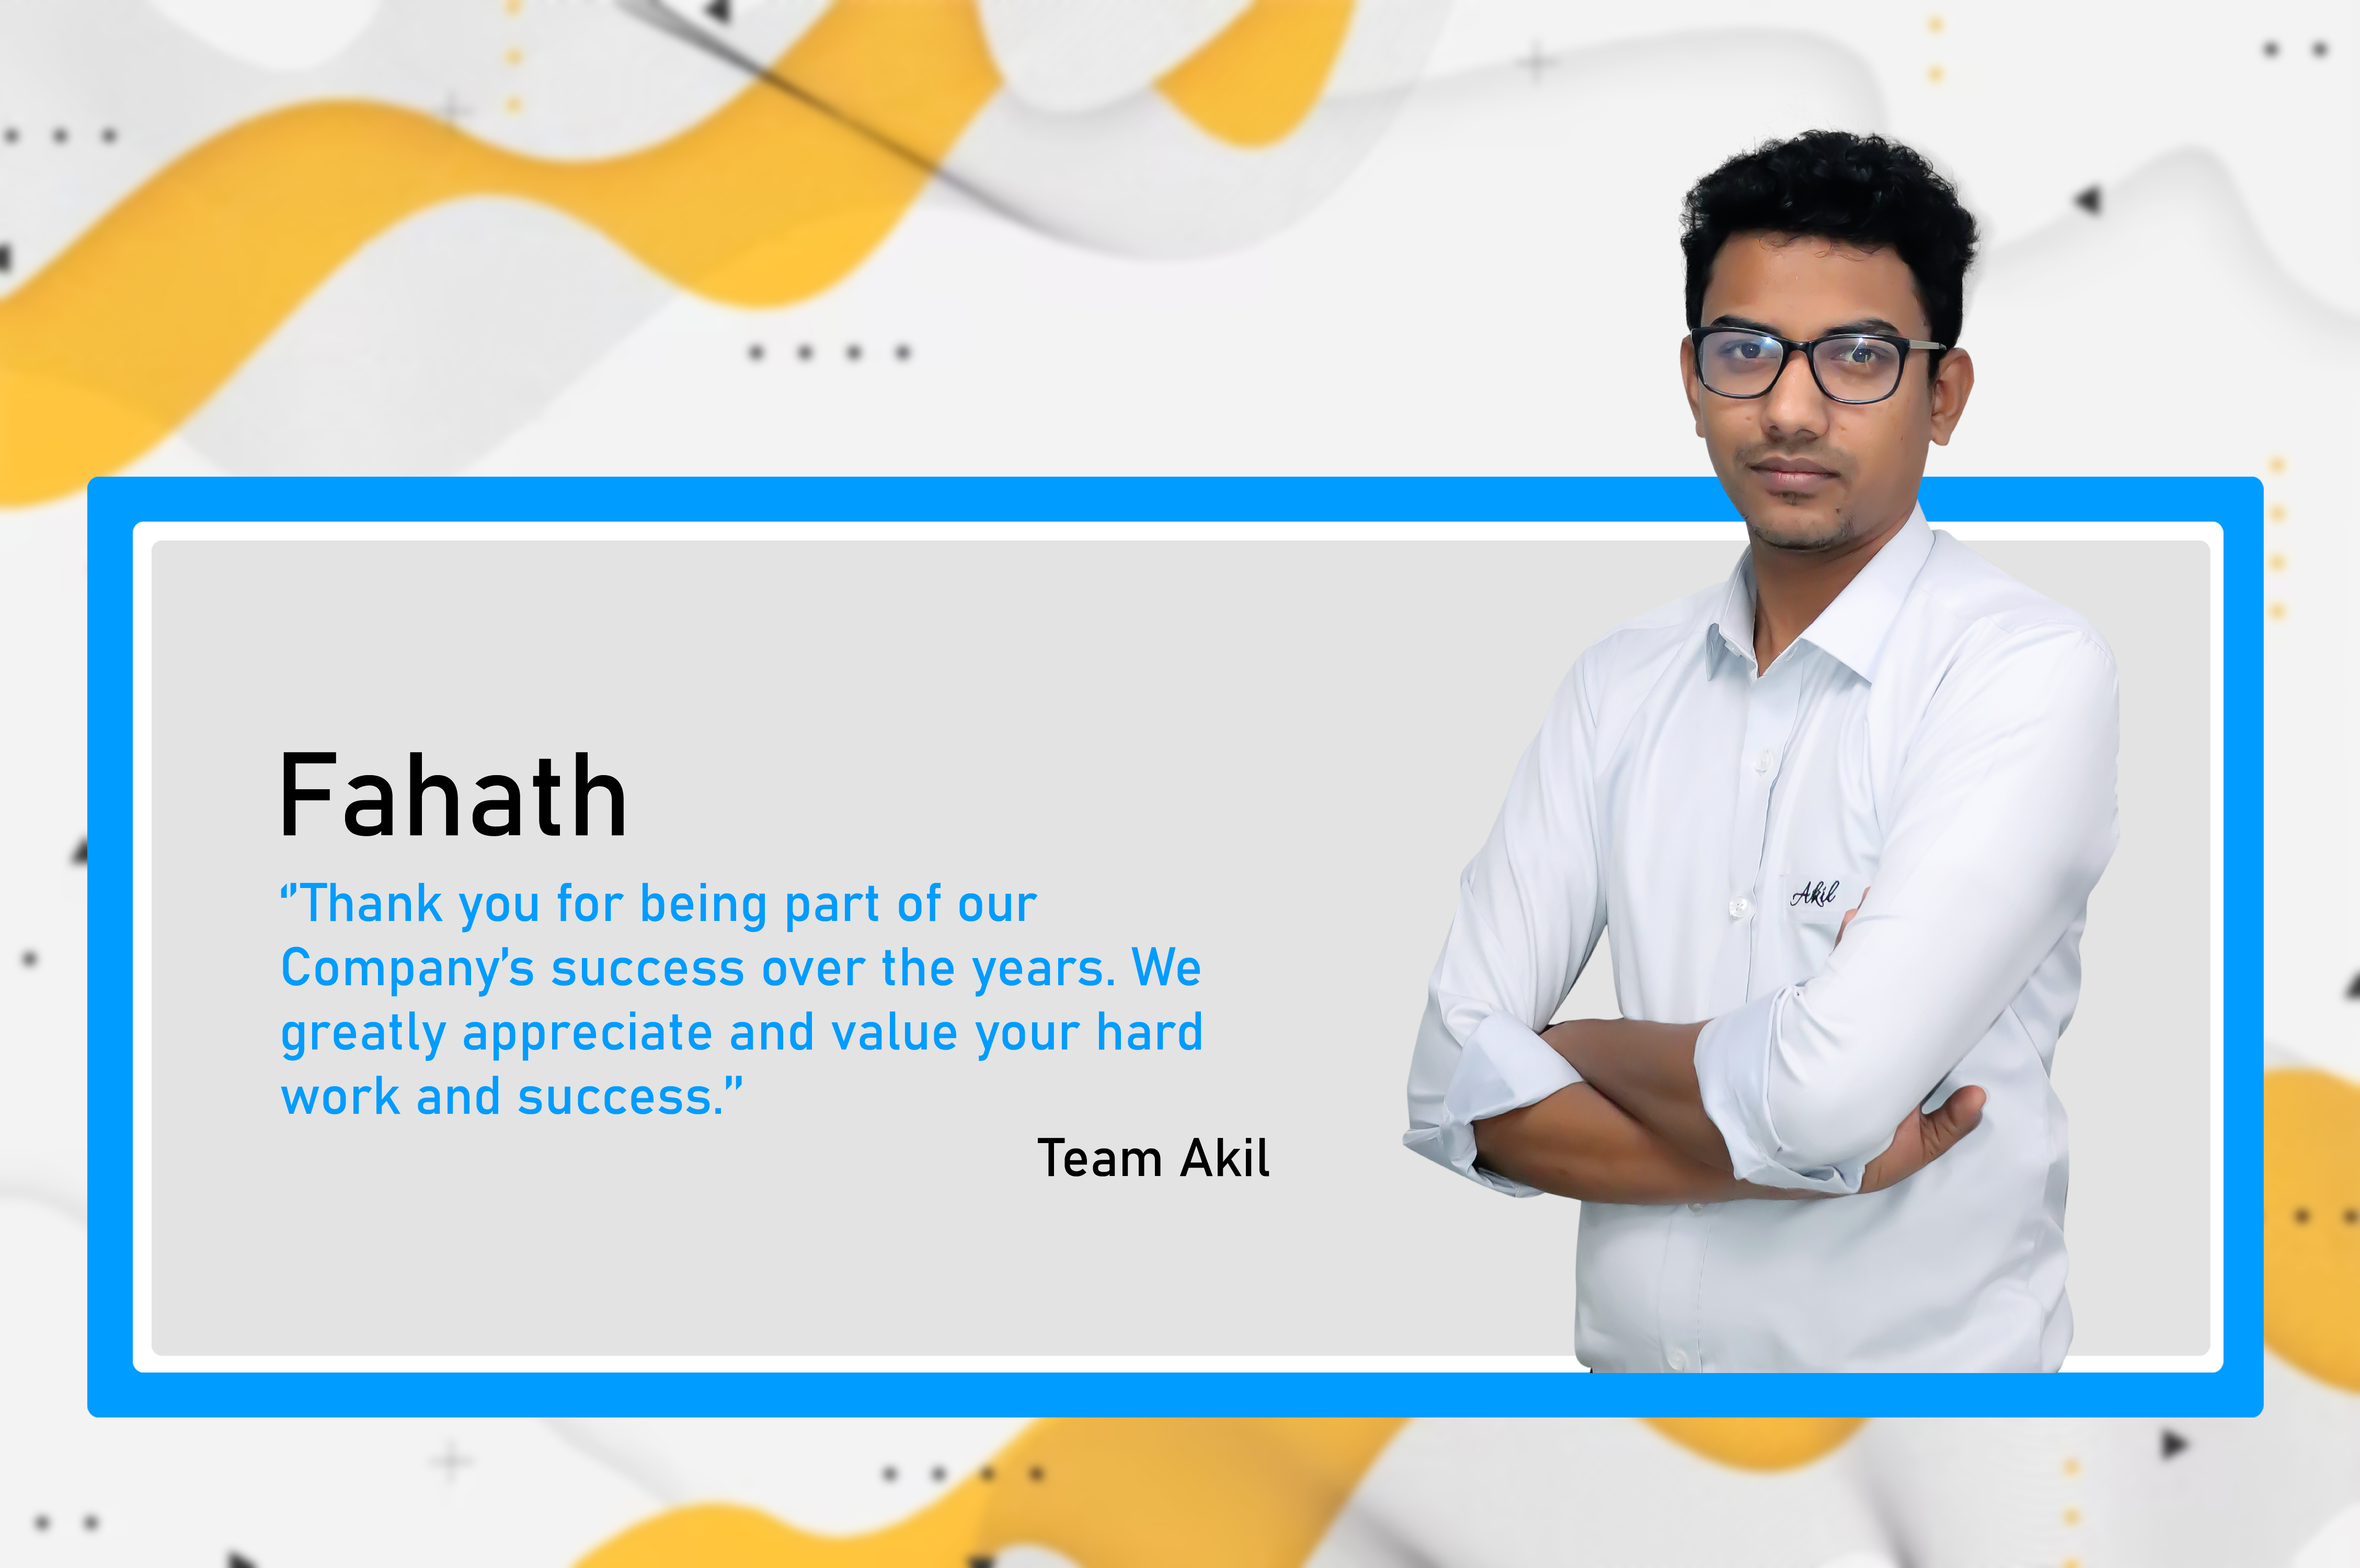 Fahath
“Thank you for being part of our
Company’s success over the years. We
greatly appreciate and value your hard
work and success.”
Team Akil
Akil